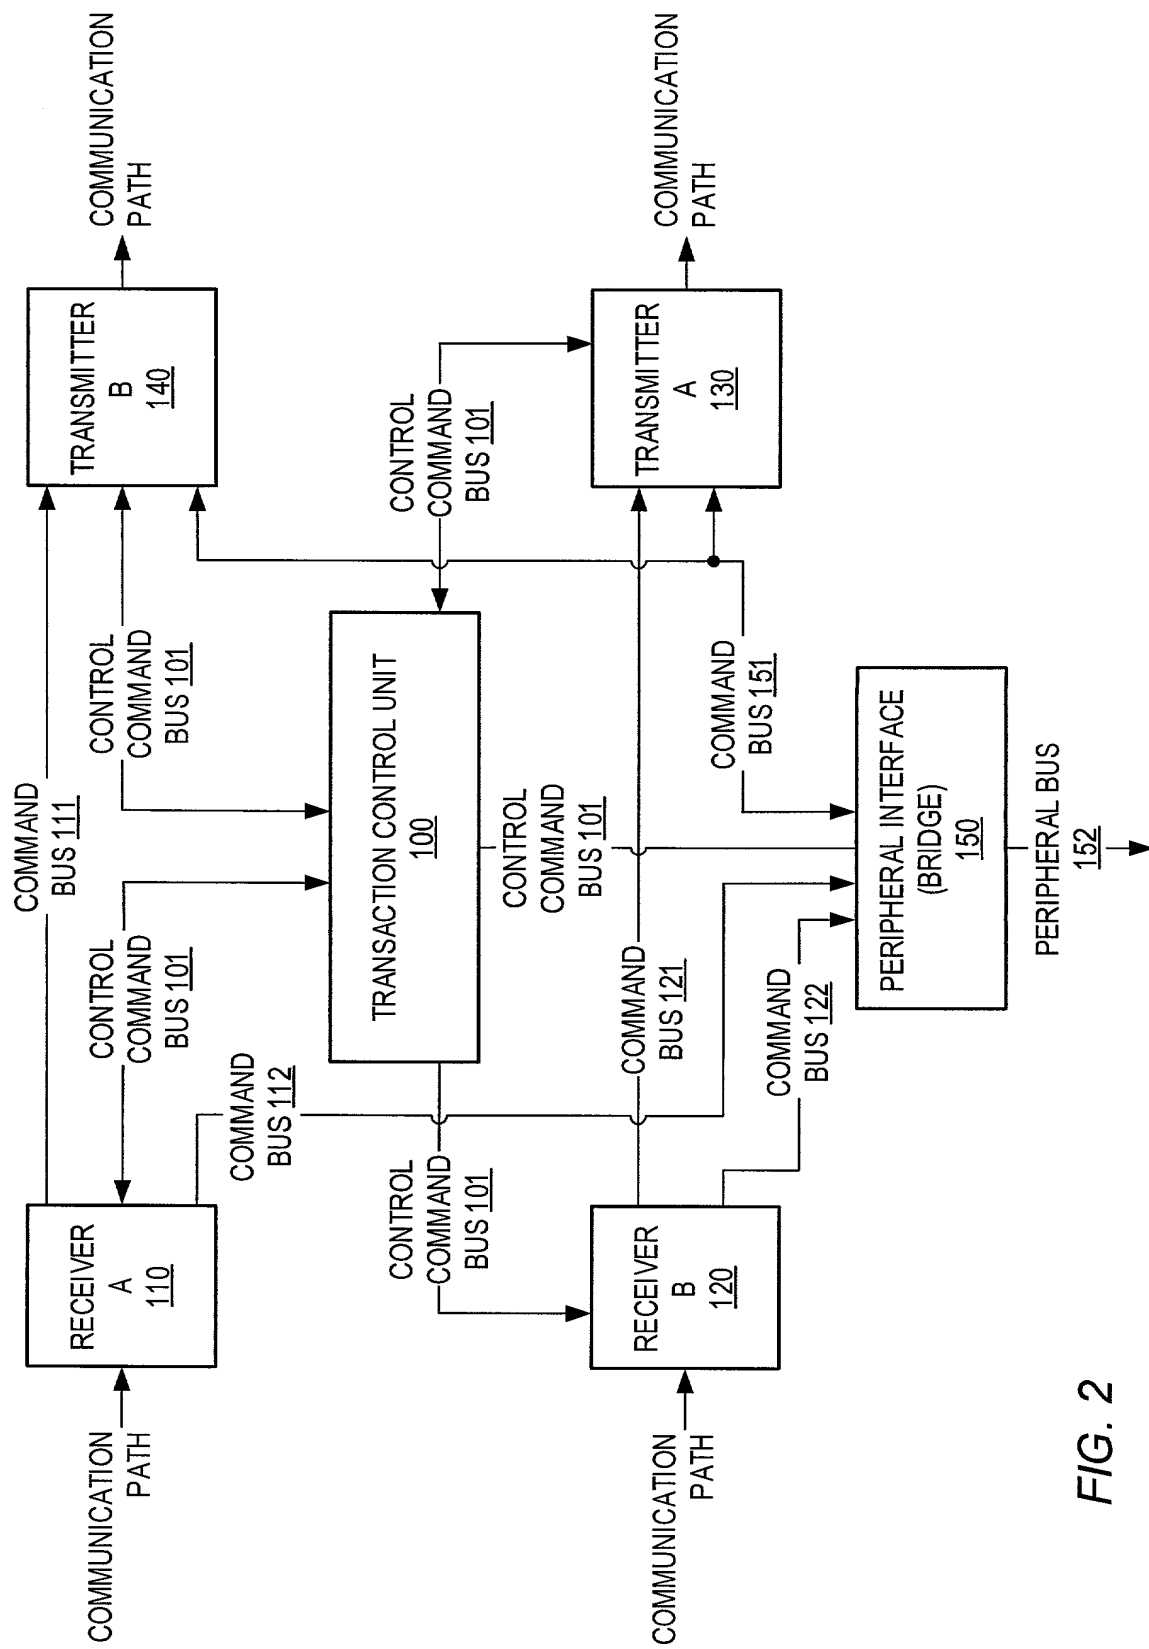 COMMUNICATION
PATH
RECEIVER
A
110
COMMAND
BUS 111
CONTROL
COMMAND
BUS 101
CONTROL
COMMAND
BUS 101
TRANSMITTER
B
140
COMMUNICATION
PATH
COMMAND
BUS 112
TRANSACTION CONTROL UNIT
100
CONTROL
COMMAND
BUS 101
CONTROL
COMMAND
BUS 101
CONTROL
COMMAND
BUS 101
COMMUNICATION
PATH
RECEIVER
B
120
COMMAND
BUS 121
TRANSMITTER
A
130
COMMUNICATION
PATH
COMMAND
BUS 122
COMMAND
BUS 151
PERIPHERAL INTERFACE
(BRIDGE)
150
PERIPHERAL BUS
152
FIG. 2